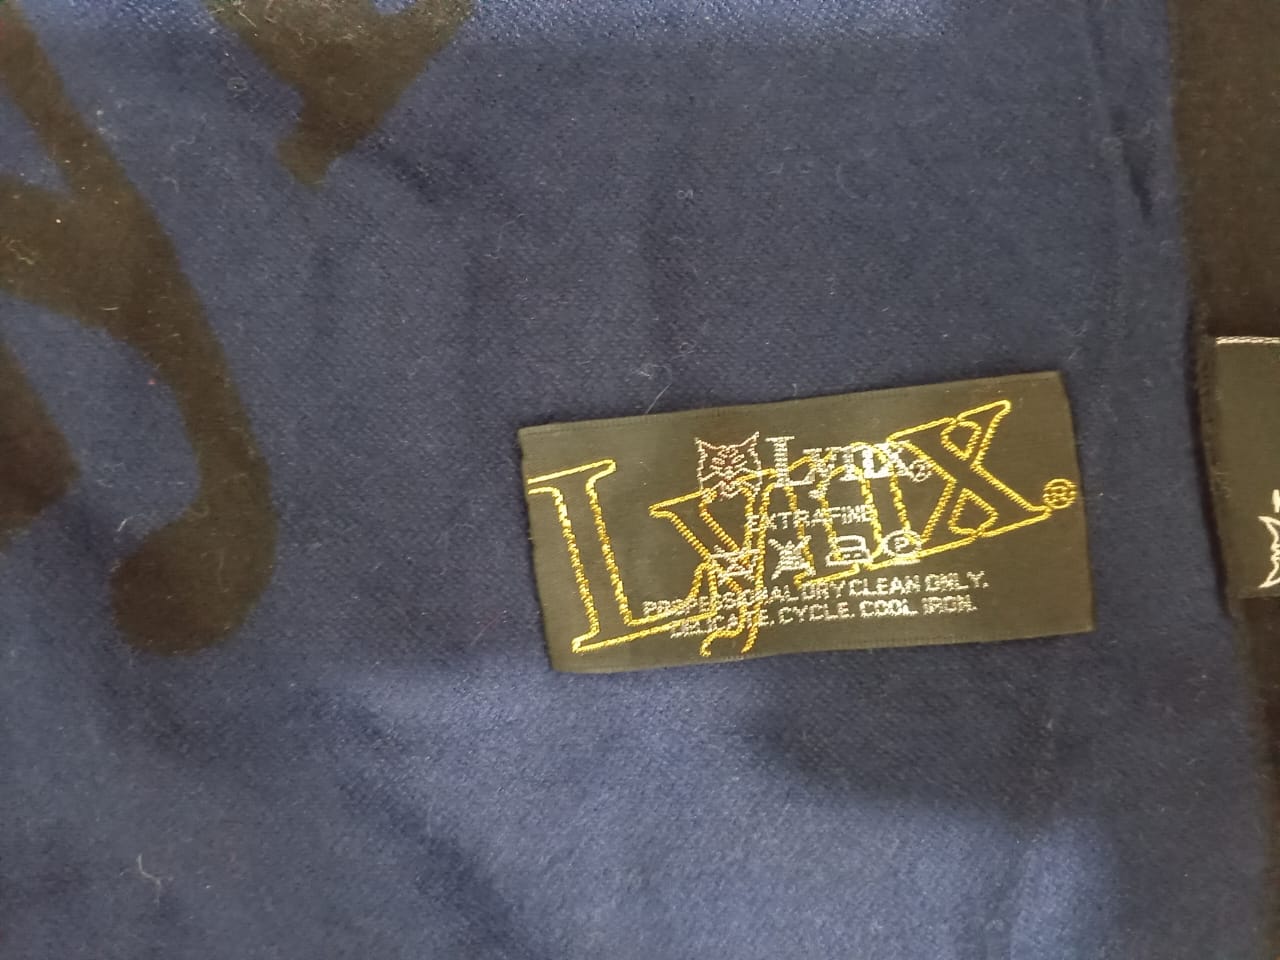 Lynx®
Lynx®
EXTRAFINE
P
PROFESSIONAL DRY CLEAN ONLY.
DELICATE. CYCLE. COOL IRON.